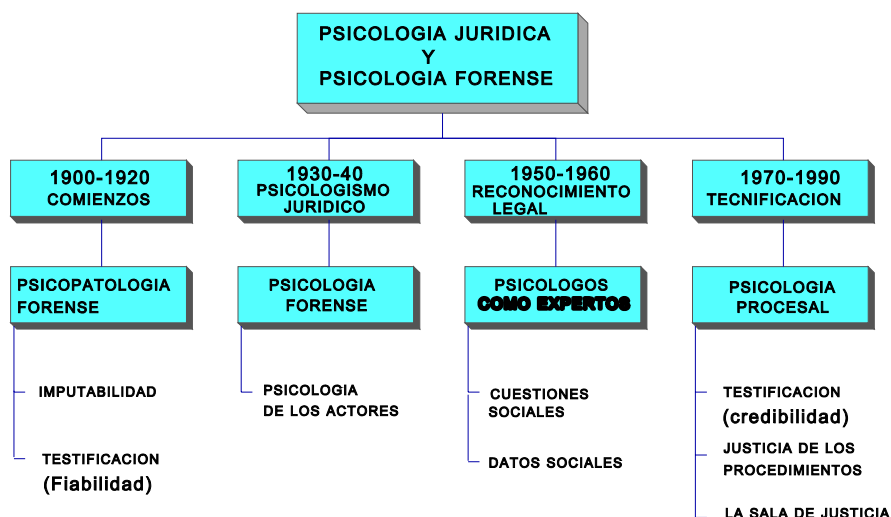 PSICOLOGIA JURIDICA
Y
PSICOLOGIA FORENSE
1900-1920
COMIENZOS
1930-40
PSICOLOGISMO
JURIDICO
1950-1960
RECONOCIMIENTO
LEGAL
1970-1990
TECNIFICACION
PSICOPATOLOGIA
FORENSE
PSICOLOGIA
FORENSE
PSICOLOGOS
COMO EXPERTOS
PSICOLOGIA
PROCESAL
IMPUTABILIDAD
TESTIFICACION
(Fiabilidad)
PSICOLOGIA
DE LOS ACTORES
CUESTIONES
SOCIALES
DATOS SOCIALES
TESTIFICACION
(credibilidad)
JUSTICIA DE LOS
PROCEDIMIENTOS
LA SALA DE JUSTICIA